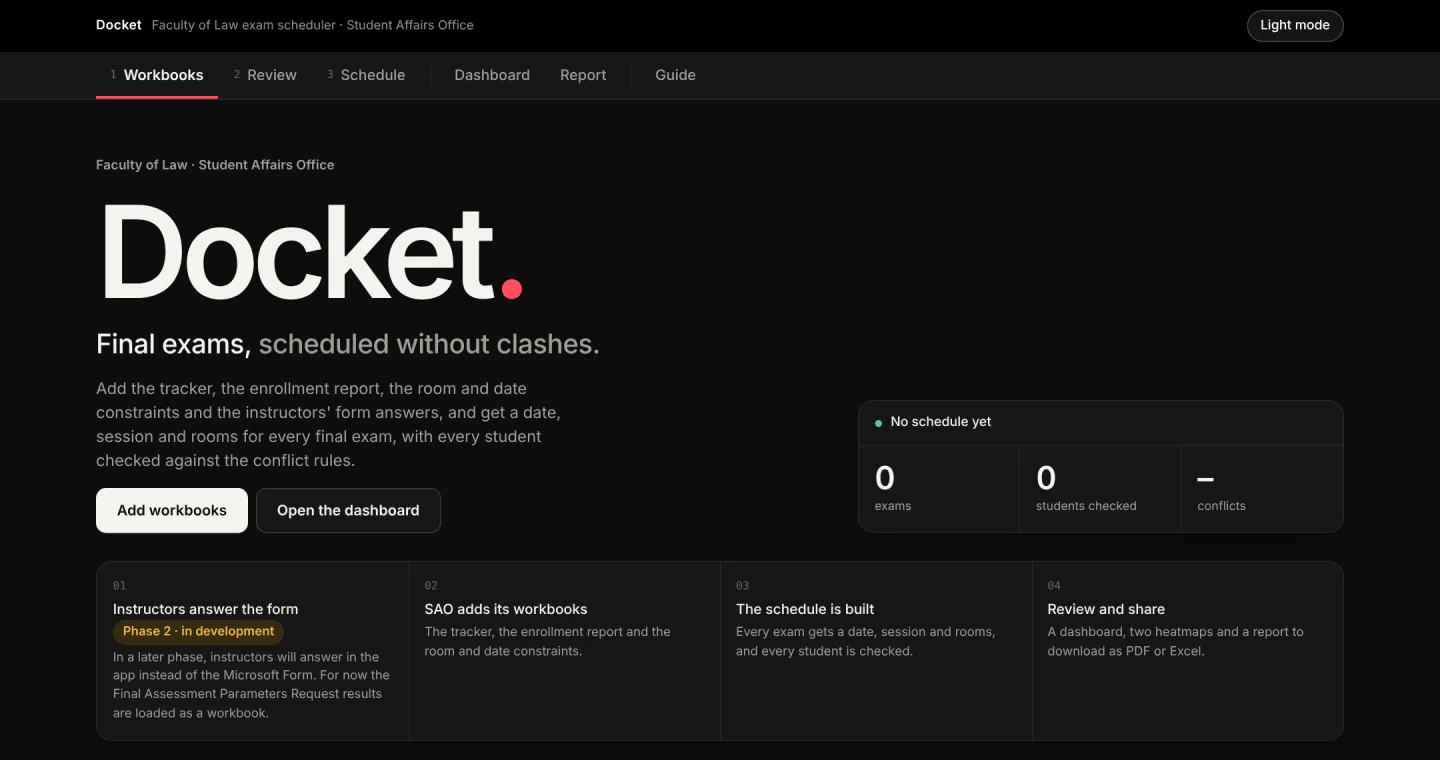 Docket Faculty of Law exam scheduler · Student Affairs Office
Light mode
1 Workbooks 2 Review 3 Schedule Dashboard Report Guide
Faculty of Law · Student Affairs Office
Docket.
Final exams, scheduled without clashes.
Add the tracker, the enrollment report, the room and date
constraints and the instructors' form answers, and get a date,
session and rooms for every final exam, with every student
checked against the conflict rules.
Add workbooks
Open the dashboard
No schedule yet
0
exams
0
students checked
–
conflicts
01
Instructors answer the form
Phase 2 · in development
In a later phase, instructors will answer in the
app instead of the Microsoft Form. For now the
Final Assessment Parameters Request results
are loaded as a workbook.
02
SAO adds its workbooks
The tracker, the enrollment report and the
room and date constraints.
03
The schedule is built
Every exam gets a date, session and rooms,
and every student is checked.
04
Review and share
A dashboard, two heatmaps and a report to
download as PDF or Excel.